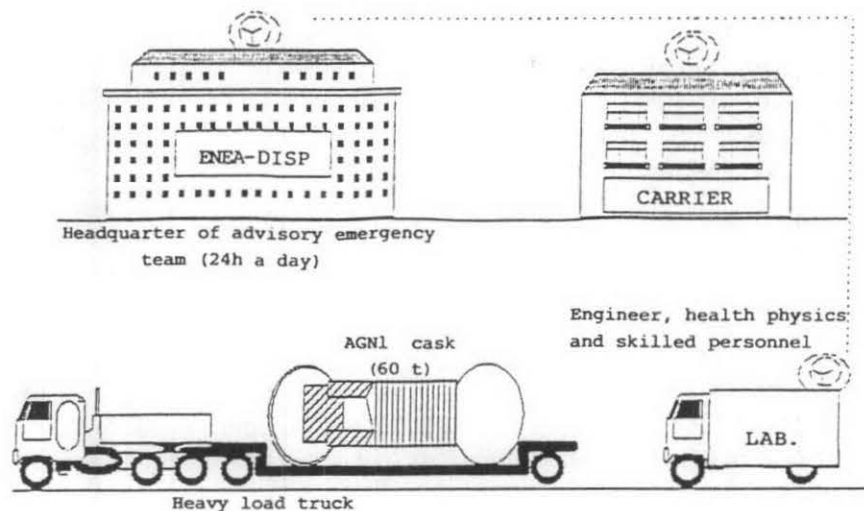 ENEA-DISP
CARRIER
Headquarter of advisory emergency
team (24h a day)
Engineer, health physics
and skilled personnel
AGN1 cask
(60 t)
LAB.
Heavy load truck